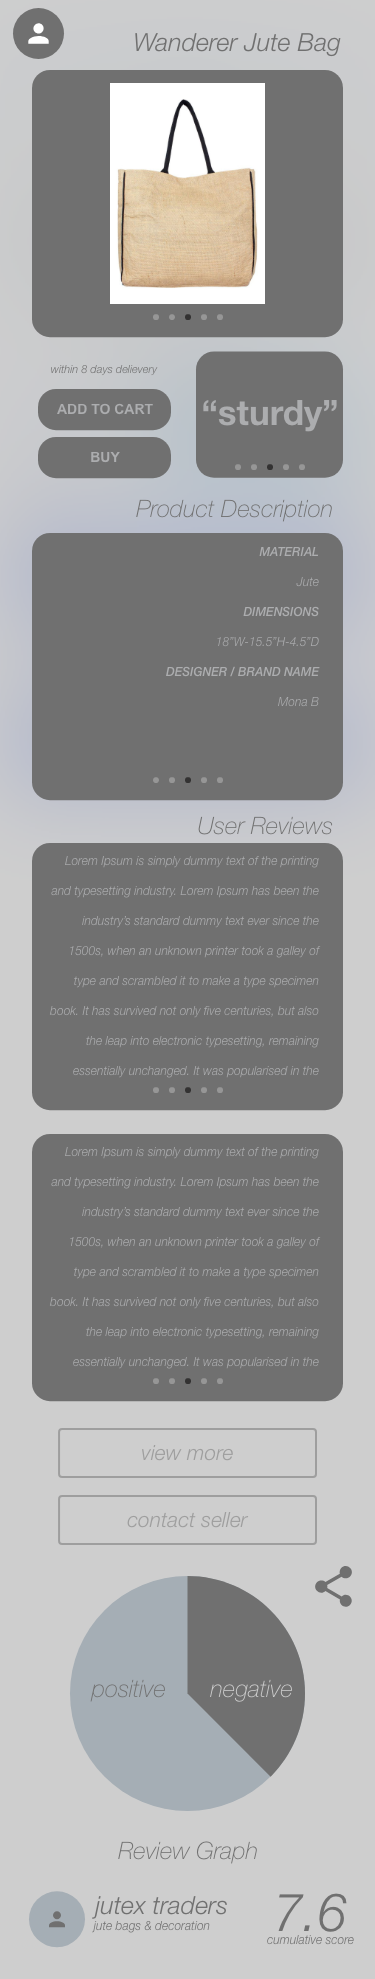 Wanderer Jute Bag
within 8 days delievery
ADD TO CART
BUY
“sturdy”
Product Description
MATERIAL
Jute
DIMENSIONS
18"W-15.5"H-4.5"D
DESIGNER / BRAND NAME
Mona B
User Reviews
Lorem Ipsum is simply dummy text of the printing
and typesetting industry. Lorem Ipsum has been the
industry's standard dummy text ever since the
1500s, when an unknown printer took a galley of
type and scrambled it to make a type specimen
book. It has survived not only five centuries, but also
the leap into electronic typesetting, remaining
essentially unchanged. It was popularised in the
Lorem Ipsum is simply dummy text of the printing
and typesetting industry. Lorem Ipsum has been the
industry's standard dummy text ever since the
1500s, when an unknown printer took a galley of
type and scrambled it to make a type specimen
book. It has survived not only five centuries, but also
the leap into electronic typesetting, remaining
essentially unchanged. It was popularised in the
view more
contact seller
positive
negative
Review Graph
jutex traders
jute bags & decoration
7.6
cumulative score